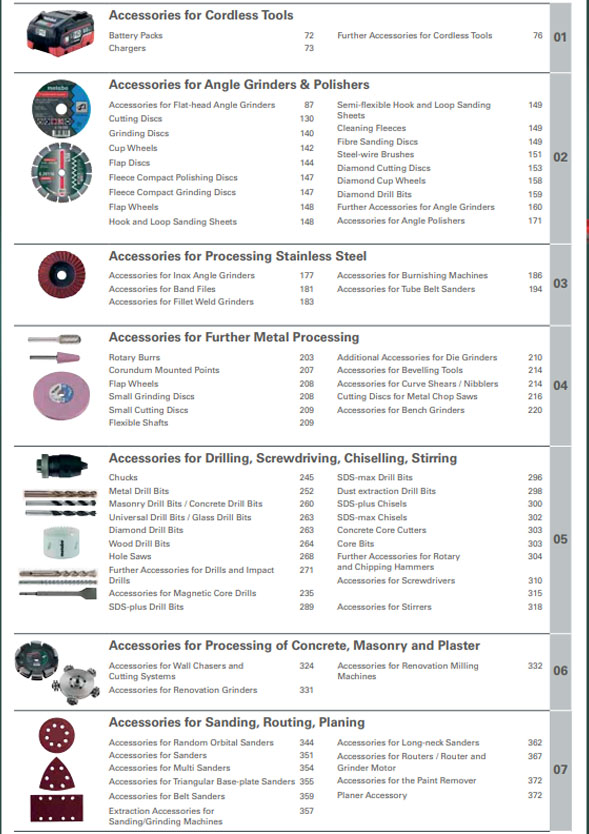 Accessories for Cordless Tools
Battery Packs 72
Chargers 73
Further Accessories for Cordless Tools 76
01
Accessories for Angle Grinders & Polishers
Accessories for Flat-head Angle Grinders 87
Cutting Discs 130
Grinding Discs 140
Cup Wheels 142
Flap Discs 144
Fleece Compact Polishing Discs 147
Fleece Compact Grinding Discs 147
Flap Wheels 148
Hook and Loop Sanding Sheets 148
Semi-flexible Hook and Loop Sanding 149
Sheets
Cleaning Fleeces 149
Fibre Sanding Discs 149
Steel-wire Brushes 151
Diamond Cutting Discs 153
Diamond Cup Wheels 158
Diamond Drill Bits 159
Further Accessories for Angle Grinders 160
Accessories for Angle Polishers 171
02
metabo
Accessories for Processing Stainless Steel
Accessories for Inox Angle Grinders 177
Accessories for Band Files 181
Accessories for Fillet Weld Grinders 183
Accessories for Burnishing Machines 186
Accessories for Tube Belt Sanders 194
03
Accessories for Further Metal Processing
Rotary Burrs 203
Corundum Mounted Points 207
Flap Wheels 208
Small Grinding Discs 208
Small Cutting Discs 209
Flexible Shafts 209
Additional Accessories for Die Grinders 210
Accessories for Bevelling Tools 214
Accessories for Curve Shears / Nibblers 214
Cutting Discs for Metal Chop Saws 216
Accessories for Bench Grinders 220
04
Accessories for Drilling, Screwdriving, Chiselling, Stirring
Chucks 245
Metal Drill Bits 252
Masonry Drill Bits / Concrete Drill Bits 260
Universal Drill Bits / Glass Drill Bits 263
Diamond Drill Bits 263
Wood Drill Bits 264
Hole Saws 268
Further Accessories for Drills and Impact 271
Drills
Accessories for Magnetic Core Drills 235
SDS-plus Drill Bits 289
SDS-max Drill Bits 296
Dust extraction Drill Bits 298
SDS-plus Chisels 300
SDS-max Chisels 302
Concrete Core Cutters 303
Core Bits 303
Further Accessories for Rotary 304
and Chipping Hammers
Accessories for Screwdrivers 310
315
Accessories for Stirrers 318
05
Accessories for Processing of Concrete, Masonry and Plaster
Accessories for Wall Chasers and 324
Cutting Systems
Accessories for Renovation Grinders 331
Accessories for Renovation Milling 332
Machines
06
Accessories for Sanding, Routing, Planing
Accessories for Random Orbital Sanders 344
Accessories for Sanders 351
Accessories for Multi Sanders 354
Accessories for Triangular Base-plate Sanders 355
Accessories for Belt Sanders 359
Extraction Accessories for 357
Sanding/Grinding Machines
Accessories for Long-neck Sanders 362
Accessories for Routers / Router and 367
Grinder Motor
Accessories for the Paint Remover 372
Planer Accessory 372
07